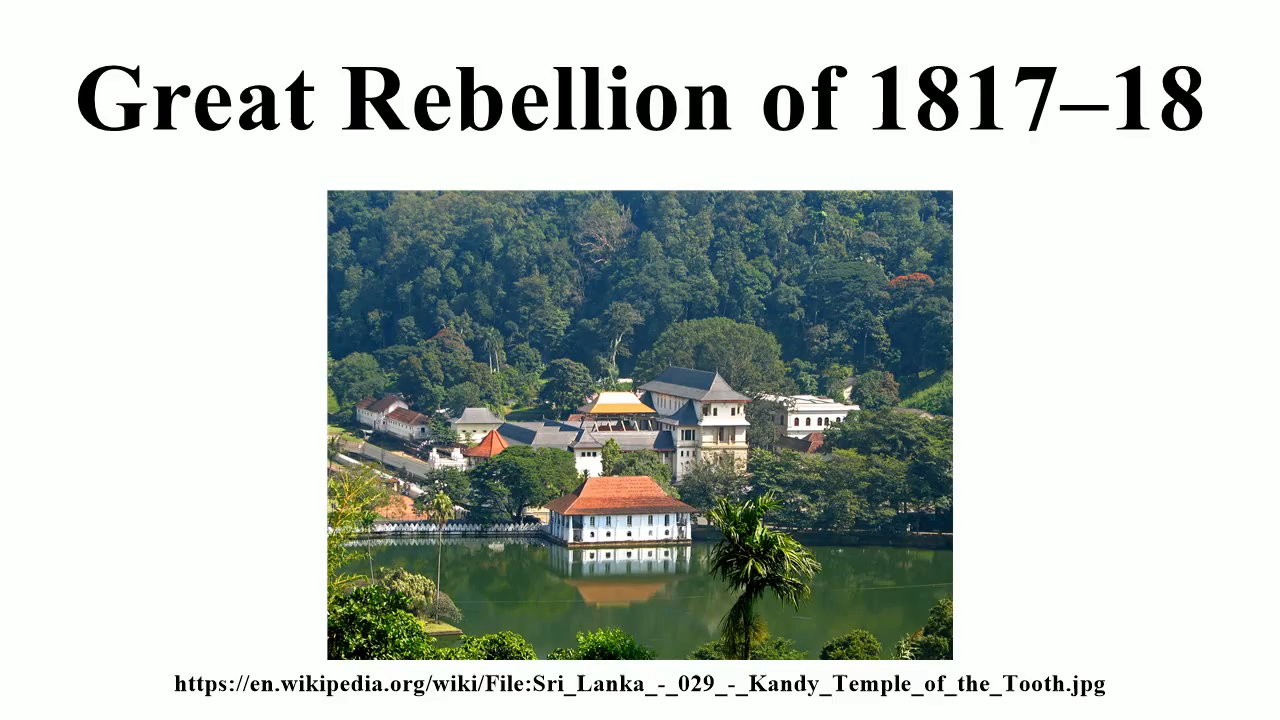 Great Rebellion of 1817–18
https://en.wikipedia.org/wiki/File:Sri_Lanka_-_029_-_Kandy_Temple_of_the_Tooth.jpg